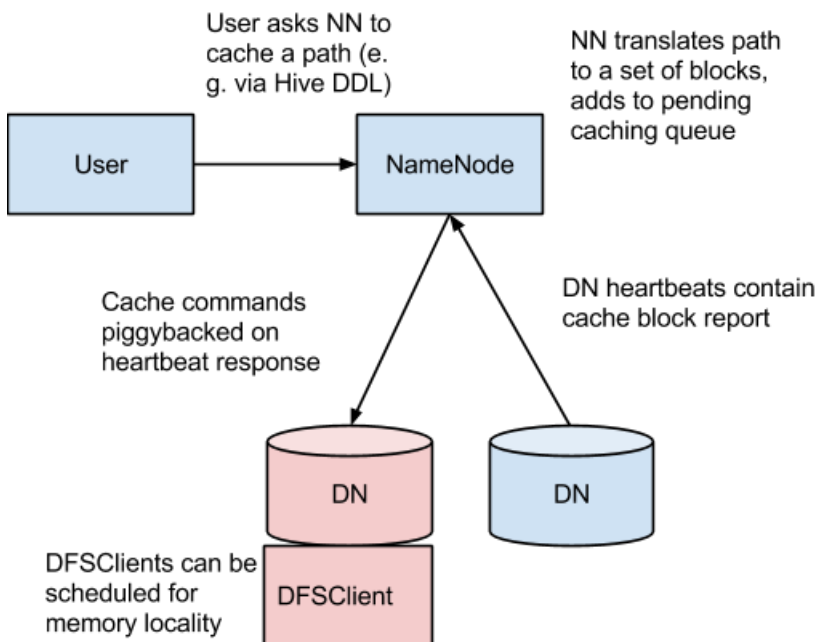 User asks NN to
cache a path (e.
g. via Hive DDL)
NN translates path
to a set of blocks,
adds to pending
caching queue
User
NameNode
Cache commands
piggybacked on
heartbeat response
DN heartbeats contain
cache block report
DN
DN
DFSClients can be
scheduled for
memory locality
DFSClient